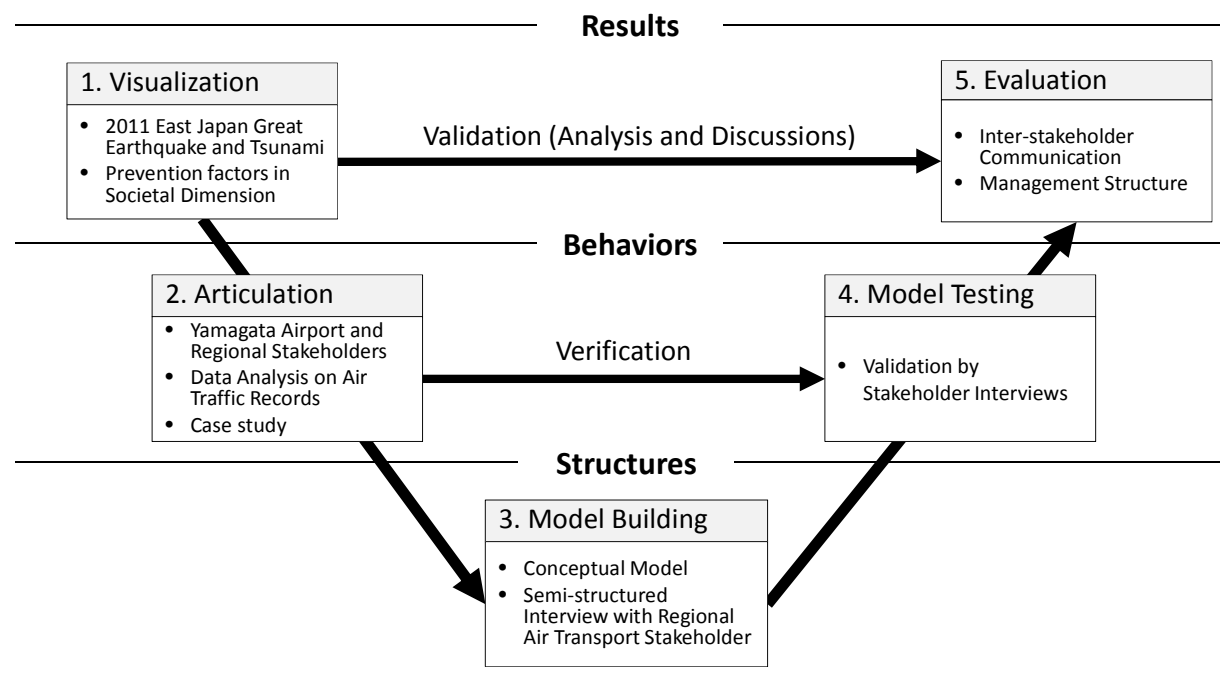 Results
1. Visualization
• 2011 East Japan Great
Earthquake and Tsunami
• Prevention factors in
Societal Dimension
Validation (Analysis and Discussions)
5. Evaluation
• Inter-stakeholder
Communication
• Management Structure
Behaviors
2. Articulation
• Yamagata Airport and
Regional Stakeholders
• Data Analysis on Air
Traffic Records
• Case study
Verification
4. Model Testing
• Validation by
Stakeholder Interviews
Structures
3. Model Building
• Conceptual Model
• Semi-structured
Interview with Regional
Air Transport Stakeholder